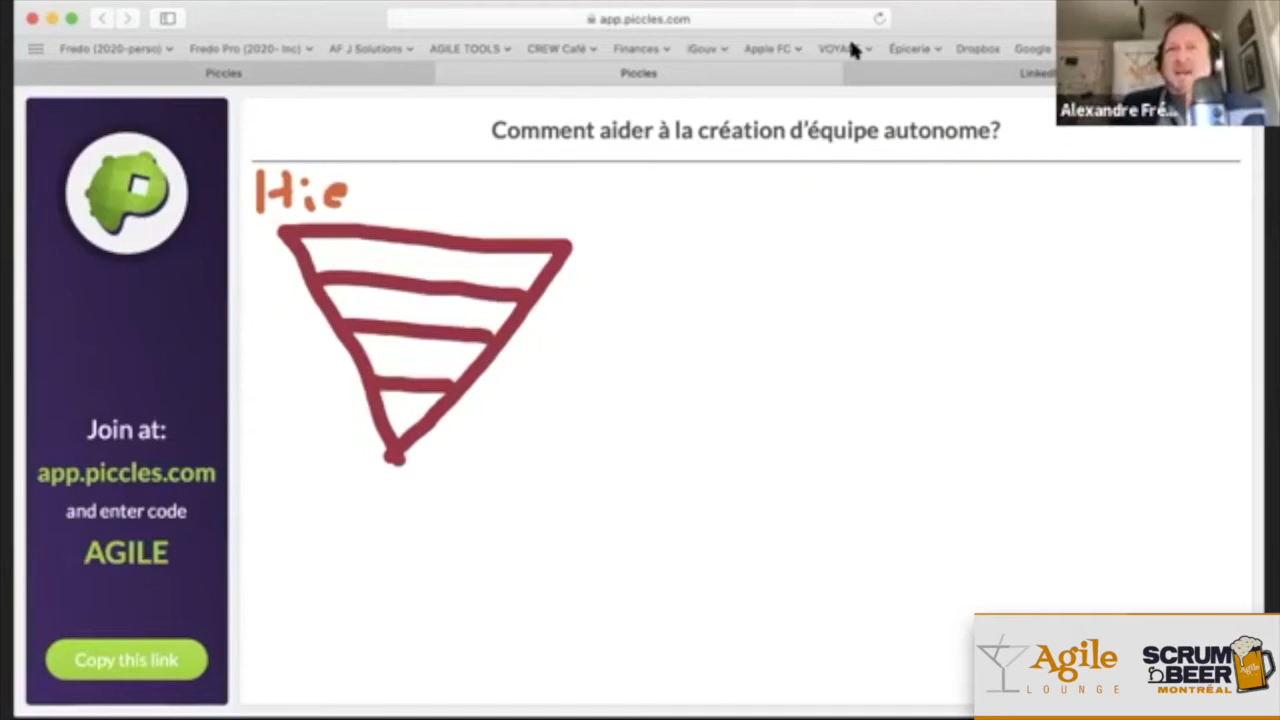 app.piccles.com
Fredo (2020-perso)
Fredo Pro (2020- Inc)
AF J Solutions
AGILE TOOLS
CREW Café
Finances
iGouv
Apple FC
Épicerie
Dropbox
Google
Piccles
Piccles
LinkedI
Alexandre Fré...
Comment aider à la création d'équipe autonome?
Hie
Join at:
app.piccles.com
and enter code
AGILE
Copy this link
Agile
LOUNGE
SCRUM
BEER
MONTRÉAL
Agile